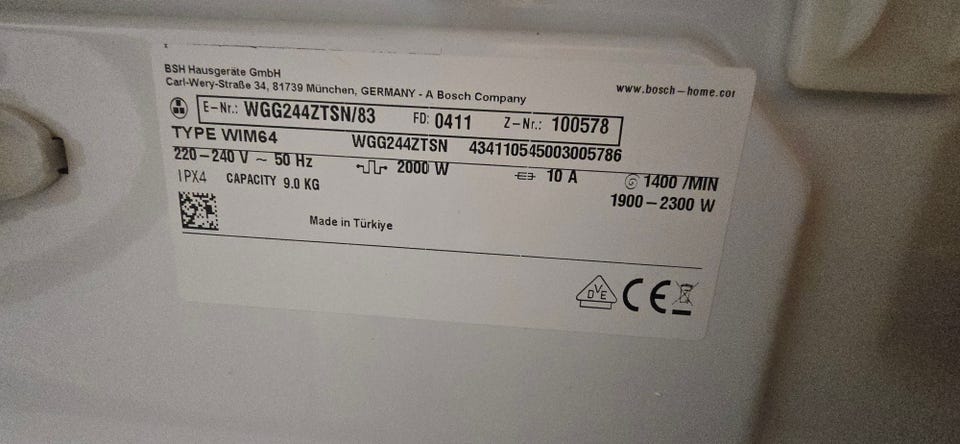 BSH Hausgeräte GmbH
Carl-Wery-Straße 34, 81739 München, GERMANY - A Bosch Company
www.bosch-home.com
E-Nr.: WGG244ZTSN/83 FD: 0411 Z-Nr.: 100578
TYPE WIM64 WGG244ZTSN 434110545003005786
220-240 V ~ 50 Hz 2000 W 10 A 1400 /MIN
IPX4 CAPACITY 9.0 KG 1900-2300 W
Made in Türkiye
DVE CE